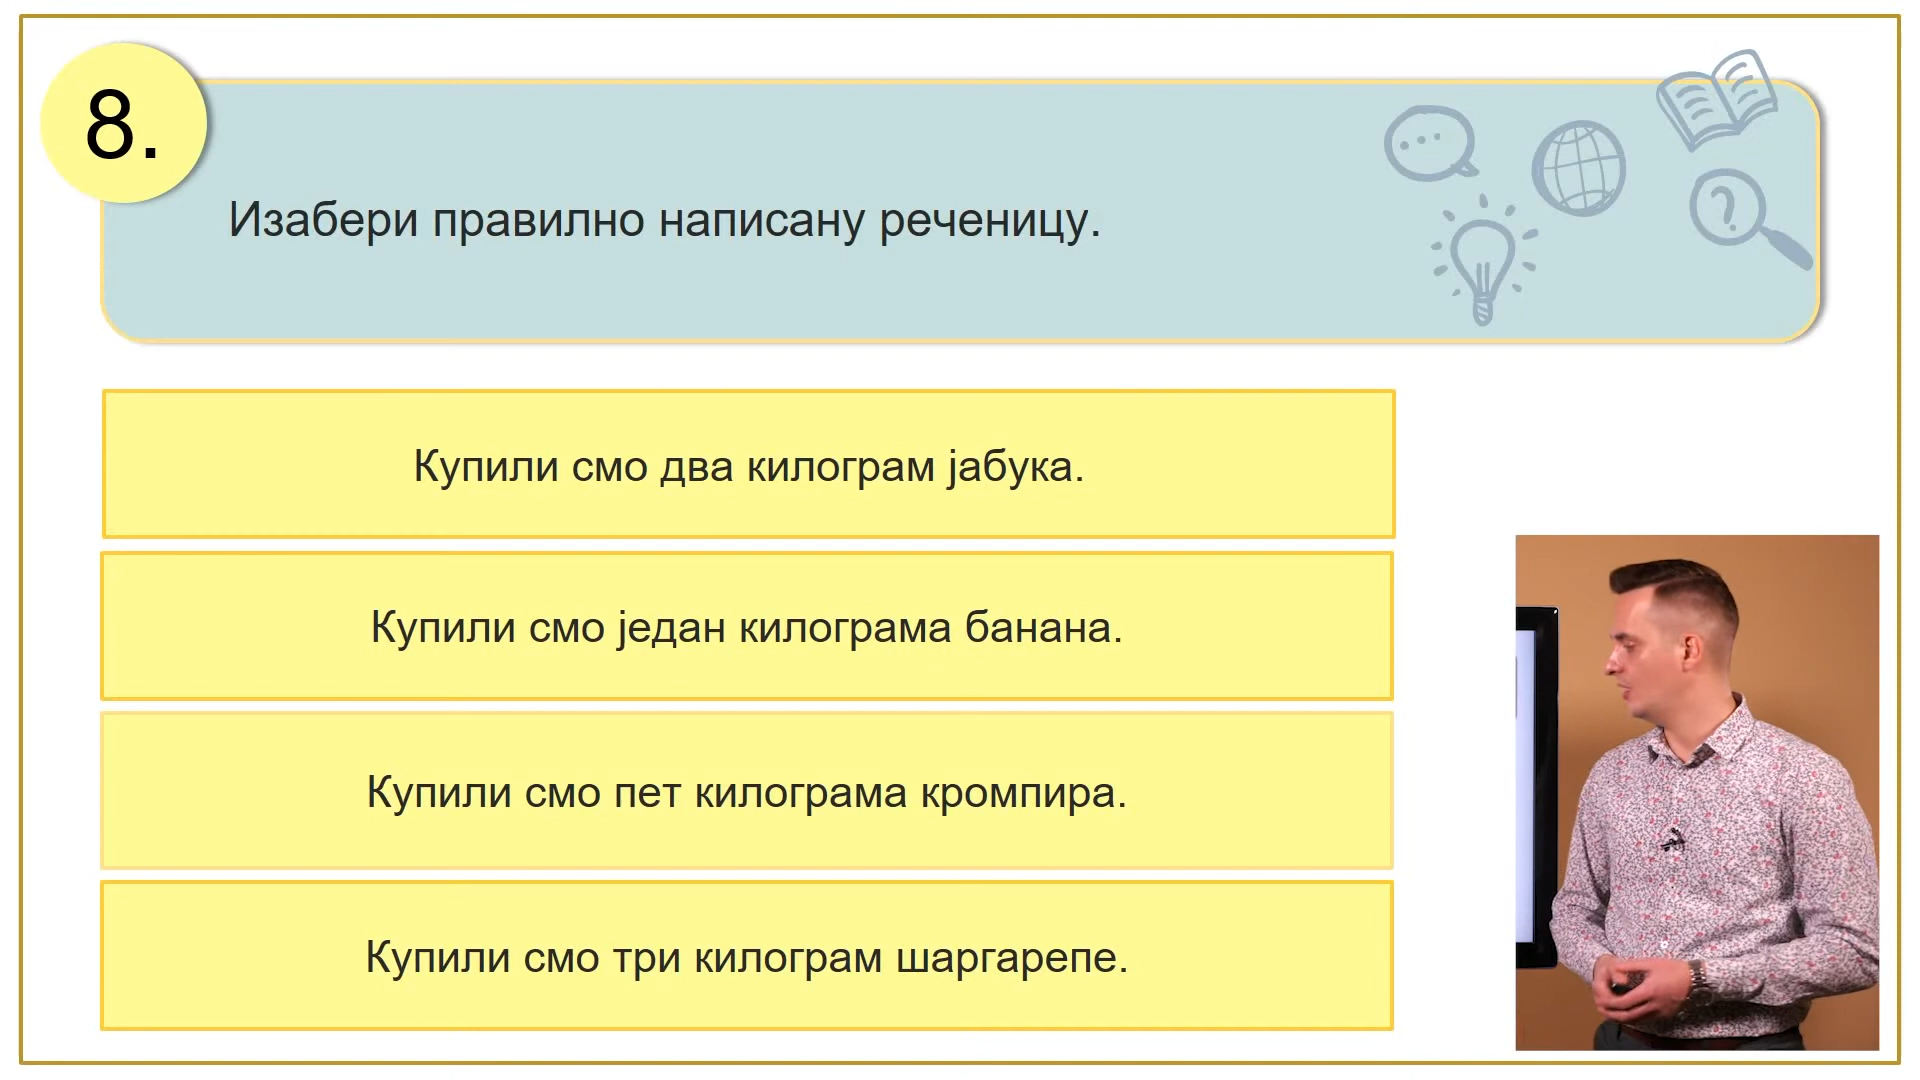 8.
Изабери правилно написану реченицу.
Купили смо два килограм јабука.
Купили смо један килограма банана.
Купили смо пет килограма кромпира.
Купили смо три килограм шаргарепе.